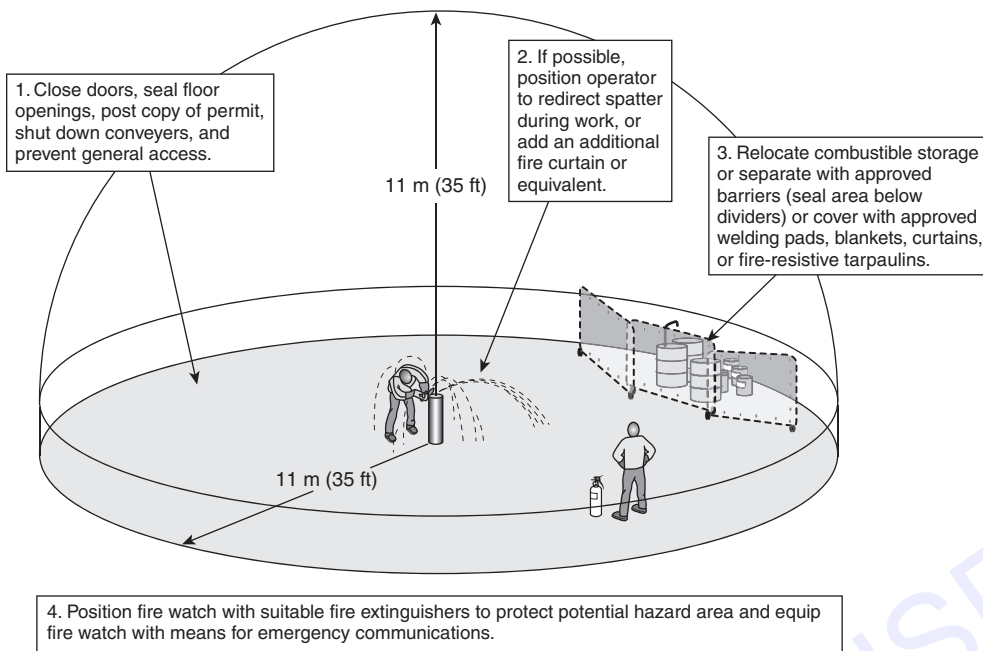 1. Close doors, seal floor
openings, post copy of permit,
shut down conveyers, and
prevent general access.
2. If possible,
position operator
to redirect spatter
during work, or
add an additional
fire curtain or
equivalent.
3. Relocate combustible storage
or separate with approved
barriers (seal area below
dividers) or cover with approved
welding pads, blankets, curtains,
or fire-resistive tarpaulins.
11 m (35 ft)
11 m (35 ft)
4. Position fire watch with suitable fire extinguishers to protect potential hazard area and equip
fire watch with means for emergency communications.